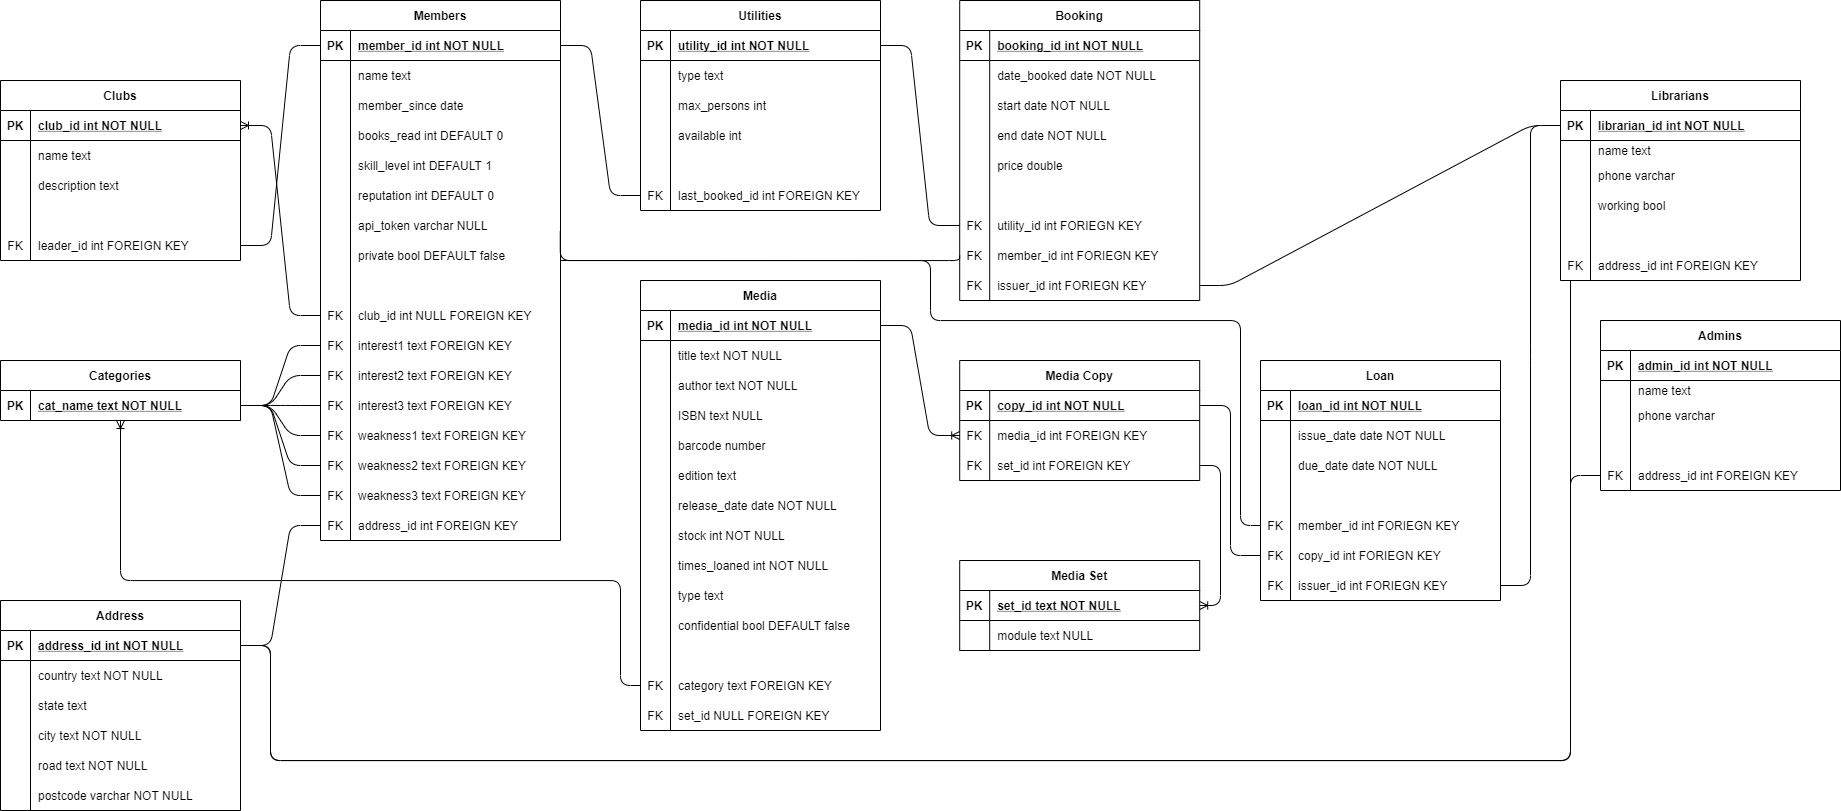 Members
PK member_id int NOT NULL
name text
member_since date
books_read int DEFAULT 0
skill_level int DEFAULT 1
reputation int DEFAULT 0
api_token varchar NULL
private bool DEFAULT false
FK club_id int NULL FOREIGN KEY
FK interest1 text FOREIGN KEY
FK interest2 text FOREIGN KEY
FK interest3 text FOREIGN KEY
FK weakness1 text FOREIGN KEY
FK weakness2 text FOREIGN KEY
FK weakness3 text FOREIGN KEY
FK address_id int FOREIGN KEY
Utilities
PK utility_id int NOT NULL
type text
max_persons int
available int
FK last_booked_id int FOREIGN KEY
Booking
PK booking_id int NOT NULL
date_booked date NOT NULL
start date NOT NULL
end date NOT NULL
price double
FK utility_id int FORIEGN KEY
FK member_id int FORIEGN KEY
FK issuer_id int FORIEGN KEY
Clubs
PK club_id int NOT NULL
name text
description text
FK leader_id int FOREIGN KEY
Librarians
PK librarian_id int NOT NULL
name text
phone varchar
working bool
FK address_id int FOREIGN KEY
Media
PK media_id int NOT NULL
title text NOT NULL
author text NOT NULL
ISBN text NULL
barcode number
edition text
release_date date NOT NULL
stock int NOT NULL
times_loaned int NOT NULL
type text
confidential bool DEFAULT false
FK category text FOREIGN KEY
FK set_id NULL FOREIGN KEY
Admins
PK admin_id int NOT NULL
name text
phone varchar
FK address_id int FOREIGN KEY
Categories
PK cat_name text NOT NULL
Media Copy
PK copy_id int NOT NULL
FK media_id int FOREIGN KEY
FK set_id int FOREIGN KEY
Loan
PK loan_id int NOT NULL
issue_date date NOT NULL
due_date date NOT NULL
FK member_id int FORIEGN KEY
FK copy_id int FORIEGN KEY
FK issuer_id int FORIEGN KEY
Media Set
PK set_id text NOT NULL
module text NULL
Address
PK address_id int NOT NULL
country text NOT NULL
state text
city text NOT NULL
road text NOT NULL
postcode varchar NOT NULL